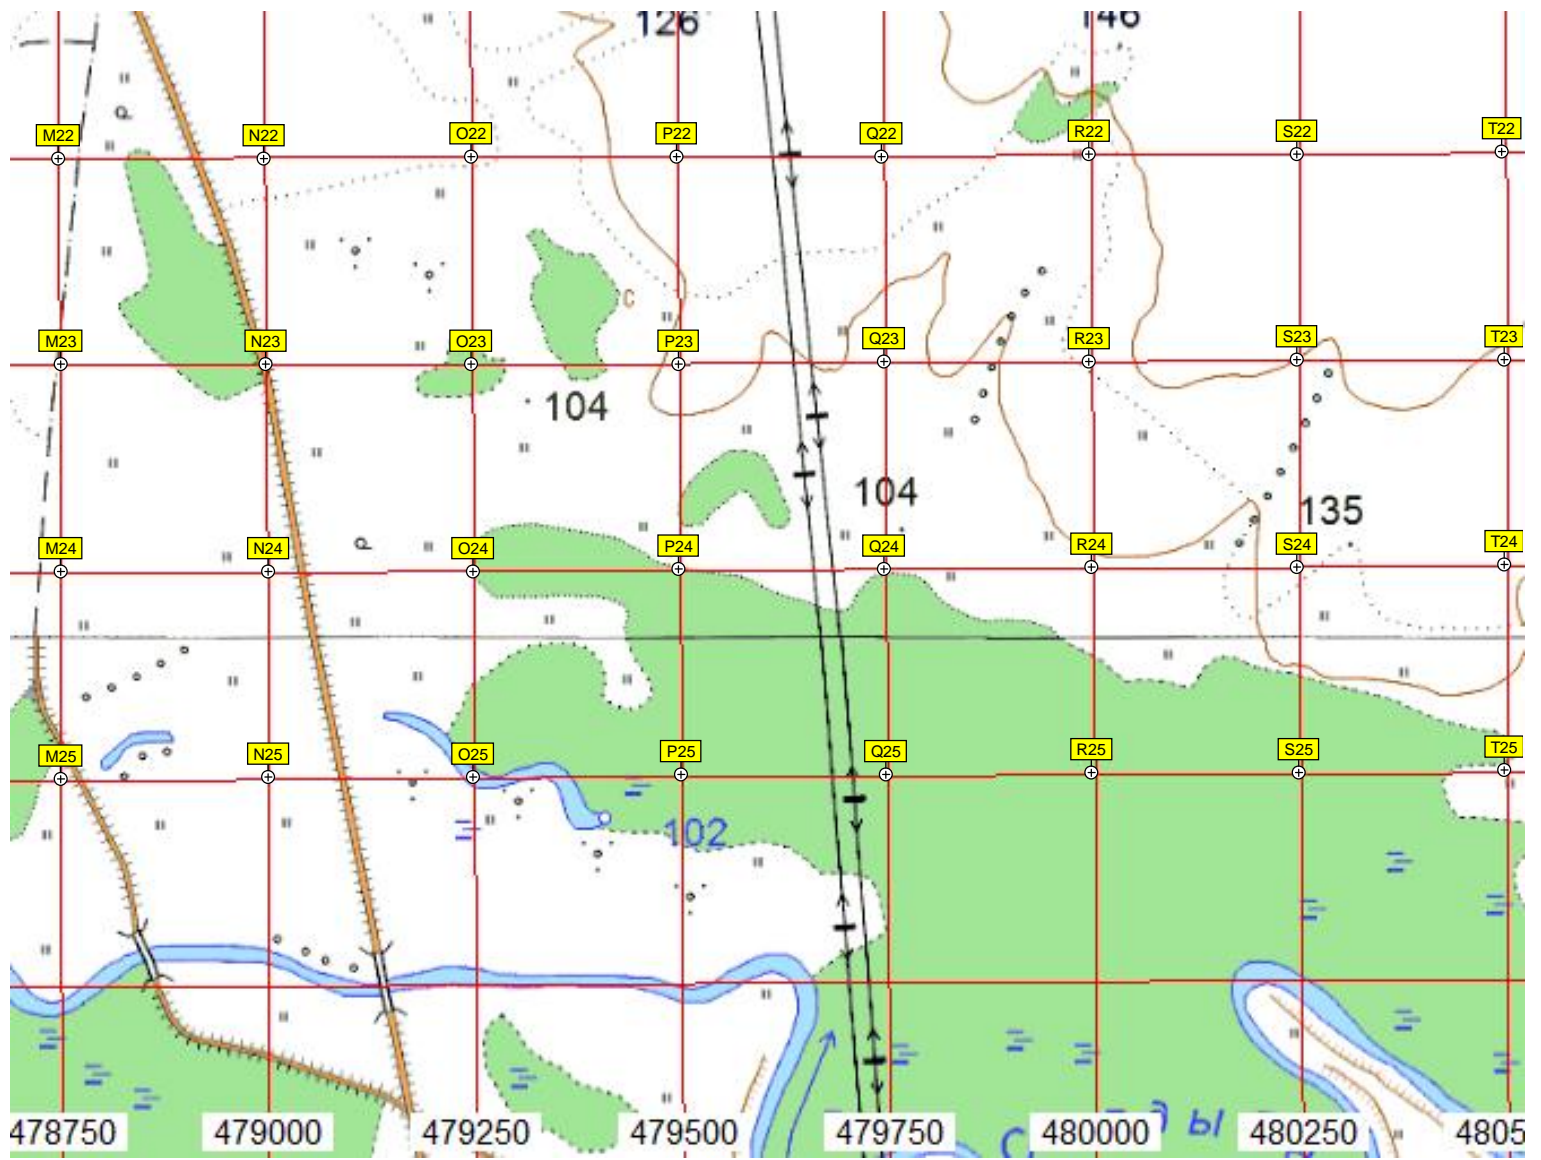 126
146
M22 N22 O22 P22 Q22 R22 S22 T22
р
С
M23 N23 O23 P23 Q23 R23 S23 T23
104
104
135
р
M24 N24 O24 P24 Q24 R24 S24 T24
M25 N25 O25 P25 Q25 R25 S25 T25
102
С ды
478750 479000 479250 479500 479750 480000 480250 4805